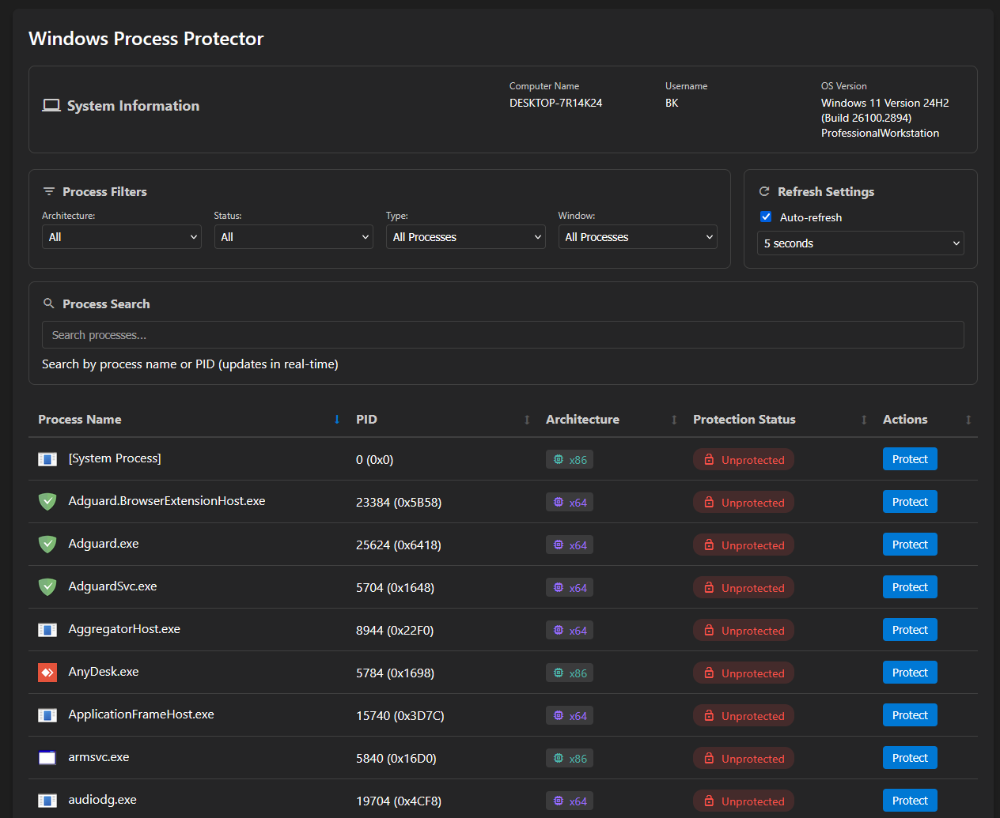 Windows Process Protector
System Information
Computer Name
DESKTOP-7R14K24
Username
BK
OS Version
Windows 11 Version 24H2
(Build 26100.2894)
ProfessionalWorkstation
Process Filters
Architecture:
All
Status:
All
Type:
All Processes
Window:
All Processes
Refresh Settings
Auto-refresh
5 seconds
Process Search
Search processes...
Search by process name or PID (updates in real-time)
Process Name PID Architecture Protection Status Actions
[System Process] 0 (0x0) x86 Unprotected Protect
Adguard.BrowserExtensionHost.exe 23384 (0x5B58) x64 Unprotected Protect
Adguard.exe 25624 (0x6418) x64 Unprotected Protect
AdguardSvc.exe 5704 (0x1648) x64 Unprotected Protect
AggregatorHost.exe 8944 (0x22F0) x64 Unprotected Protect
AnyDesk.exe 5784 (0x1698) x86 Unprotected Protect
ApplicationFrameHost.exe 15740 (0x3D7C) x64 Unprotected Protect
armsvc.exe 5840 (0x16D0) x86 Unprotected Protect
audiodg.exe 19704 (0x4CF8) x64 Unprotected Protect